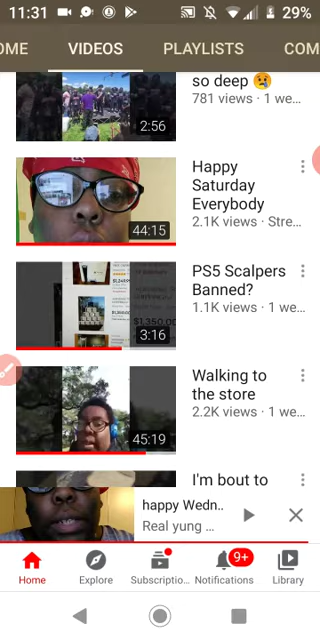 11:31 29%
OME VIDEOS PLAYLISTS COM
so deep 😢
781 views · 1 we...
2:56
Happy
Saturday
Everybody
2.1K views · Stre...
44:15
PS5 Scalpers
Banned?
1.1K views · 1 we...
3:16
Walking to
the store
2.2K views · 1 we...
45:19
I'm bout to
happy Wedn..
Real yung ...
9+
Home Explore Subscriptio... Notifications Library